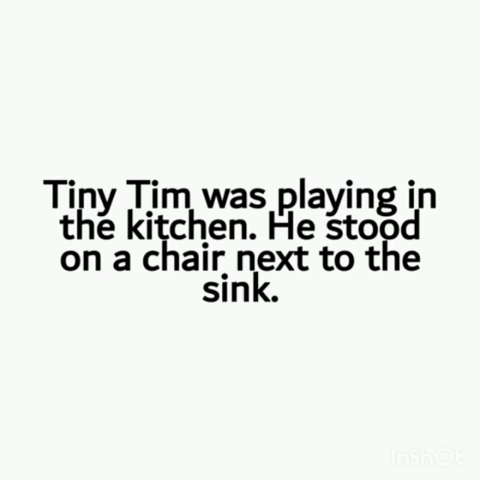 Tiny Tim was playing in
the kitchen. He stood
on a chair next to the
sink.
InShOt